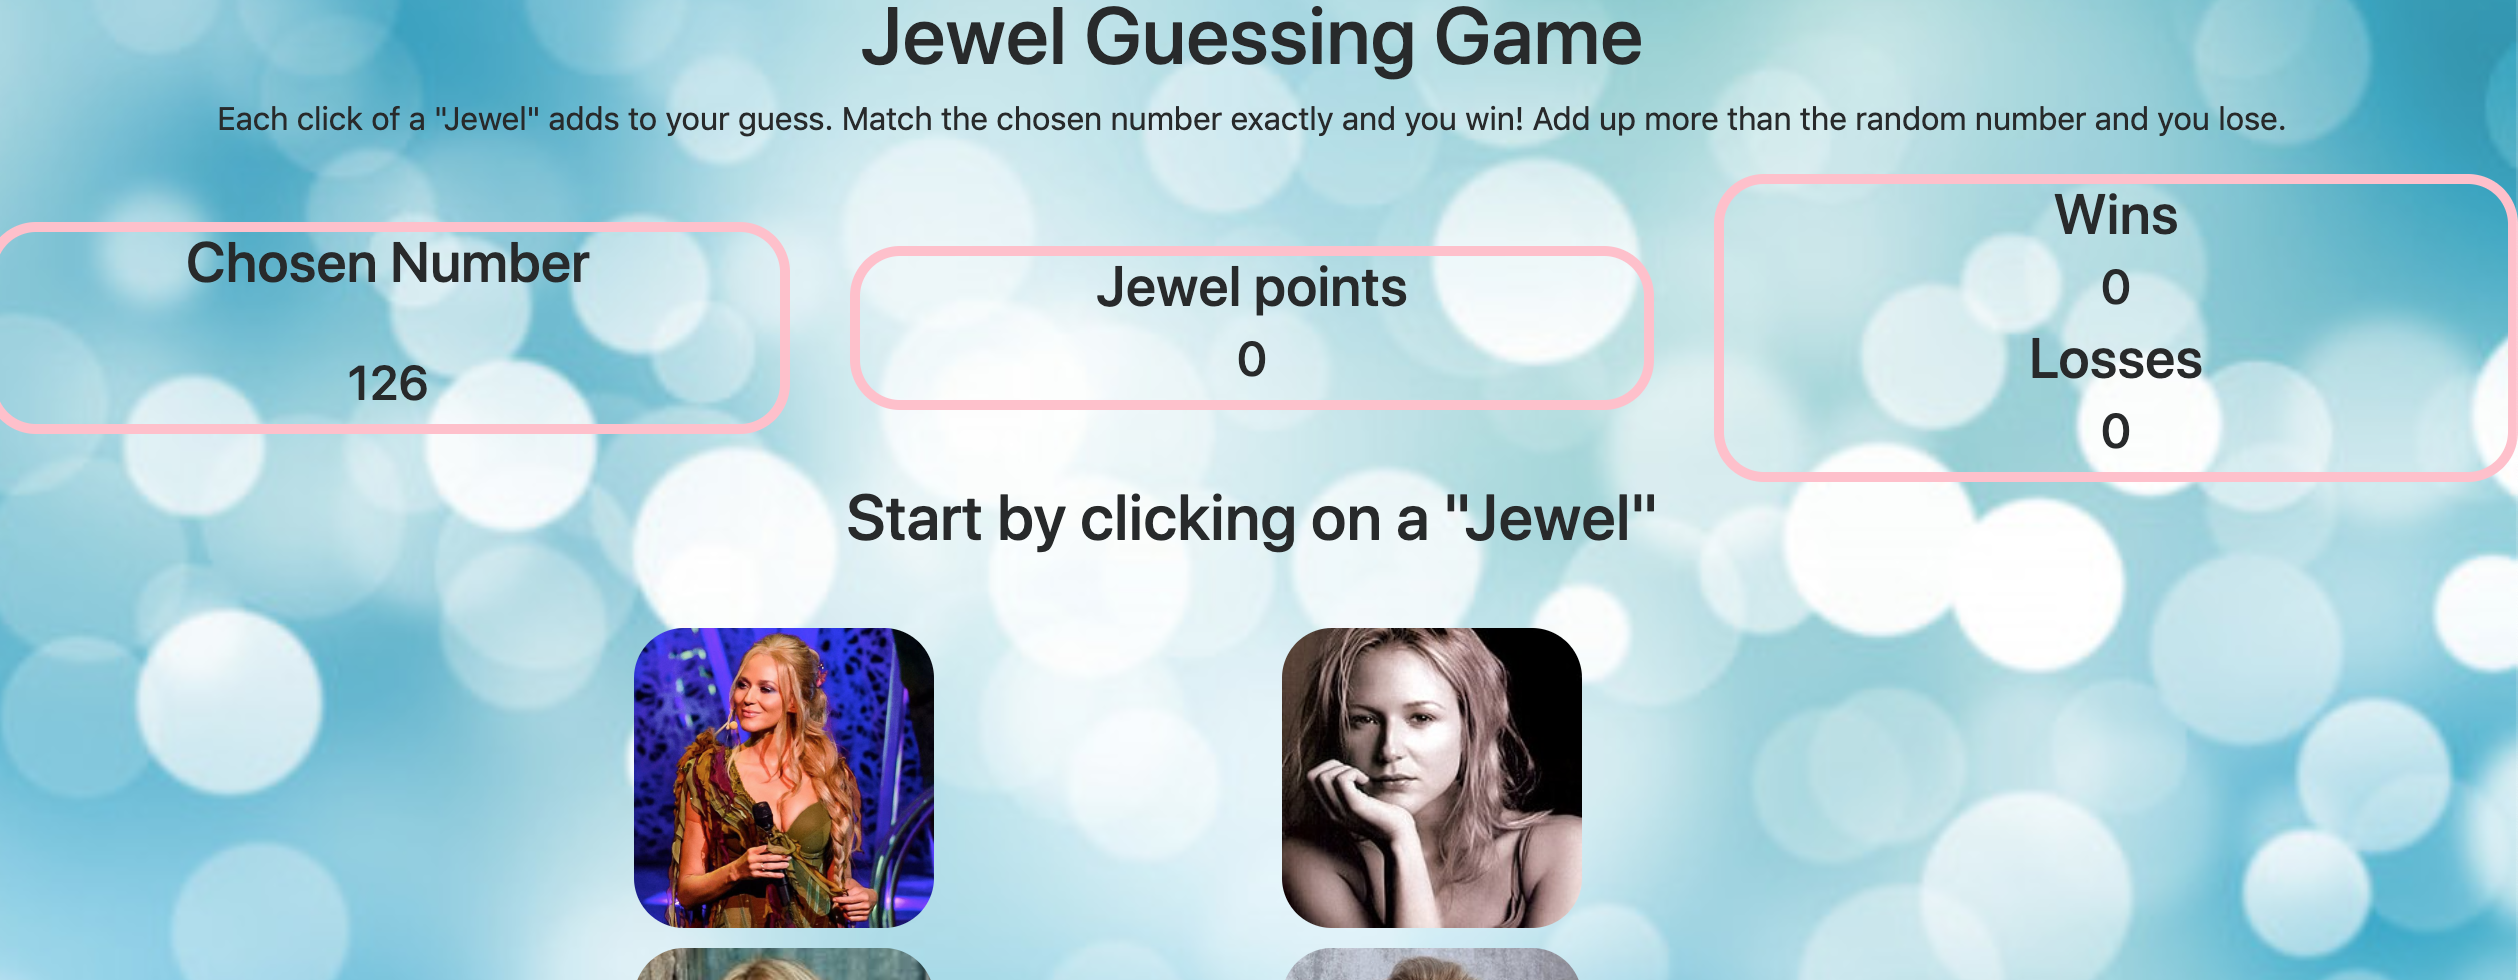 Jewel Guessing Game
Each click of a "Jewel" adds to your guess. Match the chosen number exactly and you win! Add up more than the random number and you lose.
Chosen Number
126
Jewel points
0
Wins
0
Losses
0
Start by clicking on a "Jewel"